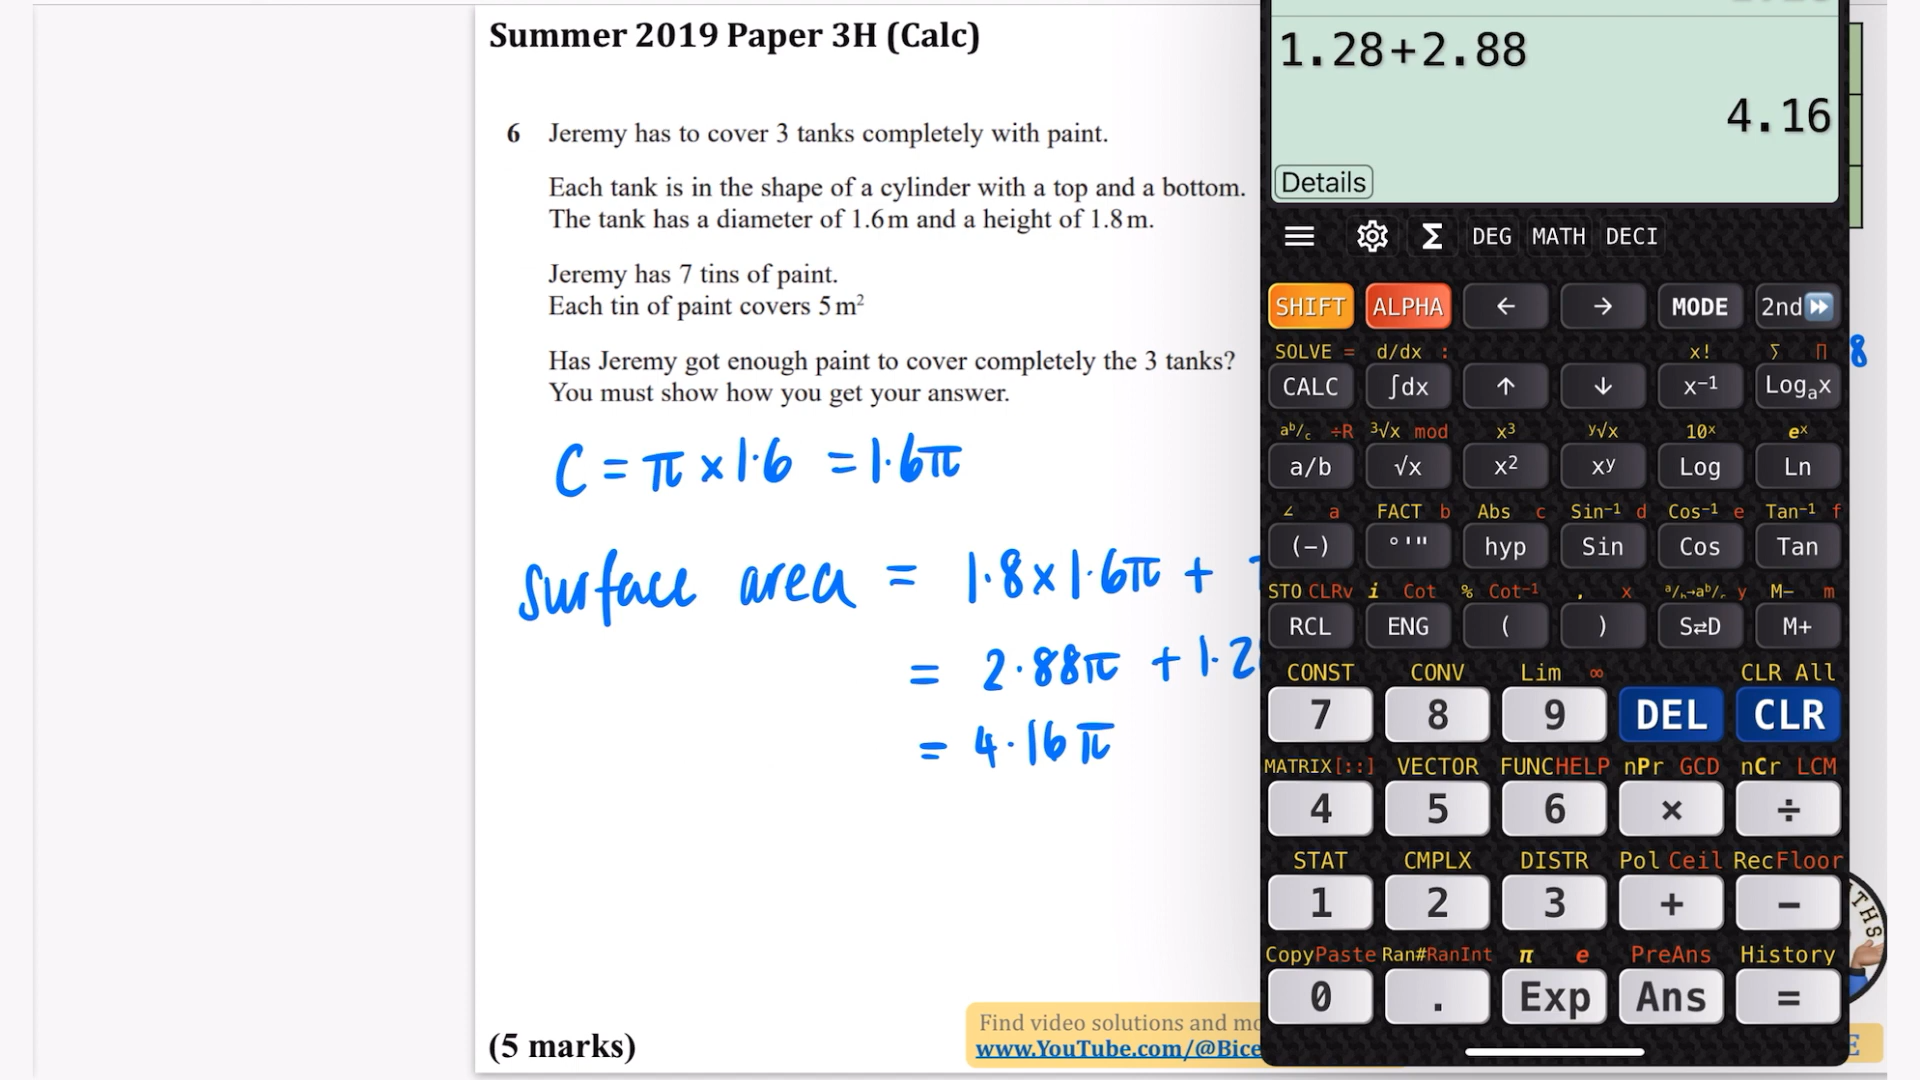 Summer 2019 Paper 3H (Calc)
6 Jeremy has to cover 3 tanks completely with paint.
Each tank is in the shape of a cylinder with a top and a bottom.
The tank has a diameter of 1.6 m and a height of 1.8 m.
Jeremy has 7 tins of paint.
Each tin of paint covers 5 m²
Has Jeremy got enough paint to cover completely the 3 tanks?
You must show how you get your answer.
C = π × 1·6 = 1·6π
Surface area = 1·8 × 1·6π +
= 2·88π + 1·2
= 4·16π
(5 marks)
Find video solutions and mo
www.YouTube.com/@Bice
1.28+2.88
4.16
Details
DEG MATH DECI
SHIFT ALPHA ← → MODE 2nd
SOLVE = d/dx : x! ∑ ∏
CALC ∫dx ↑ ↓ x⁻¹ Logₐx
aᵇ/c ÷R ³√x mod x³ ʸ√x 10ˣ eˣ
a/b √x x² xʸ Log Ln
∠ a FACT b Abs c Sin⁻¹ d Cos⁻¹ e Tan⁻¹ f
(−) °'" hyp Sin Cos Tan
STO CLRv i Cot % Cot⁻¹ , x y M− m
RCL ENG ( ) S⇄D M+
CONST CONV Lim ∞ CLR All
7 8 9 DEL CLR
MATRIX[::] VECTOR FUNCHELP nPr GCD nCr LCM
4 5 6 × ÷
STAT CMPLX DISTR Pol Ceil RecFloor
1 2 3 + −
CopyPaste Ran#RanInt π e PreAns History
0 . Exp Ans =
8
THS
E